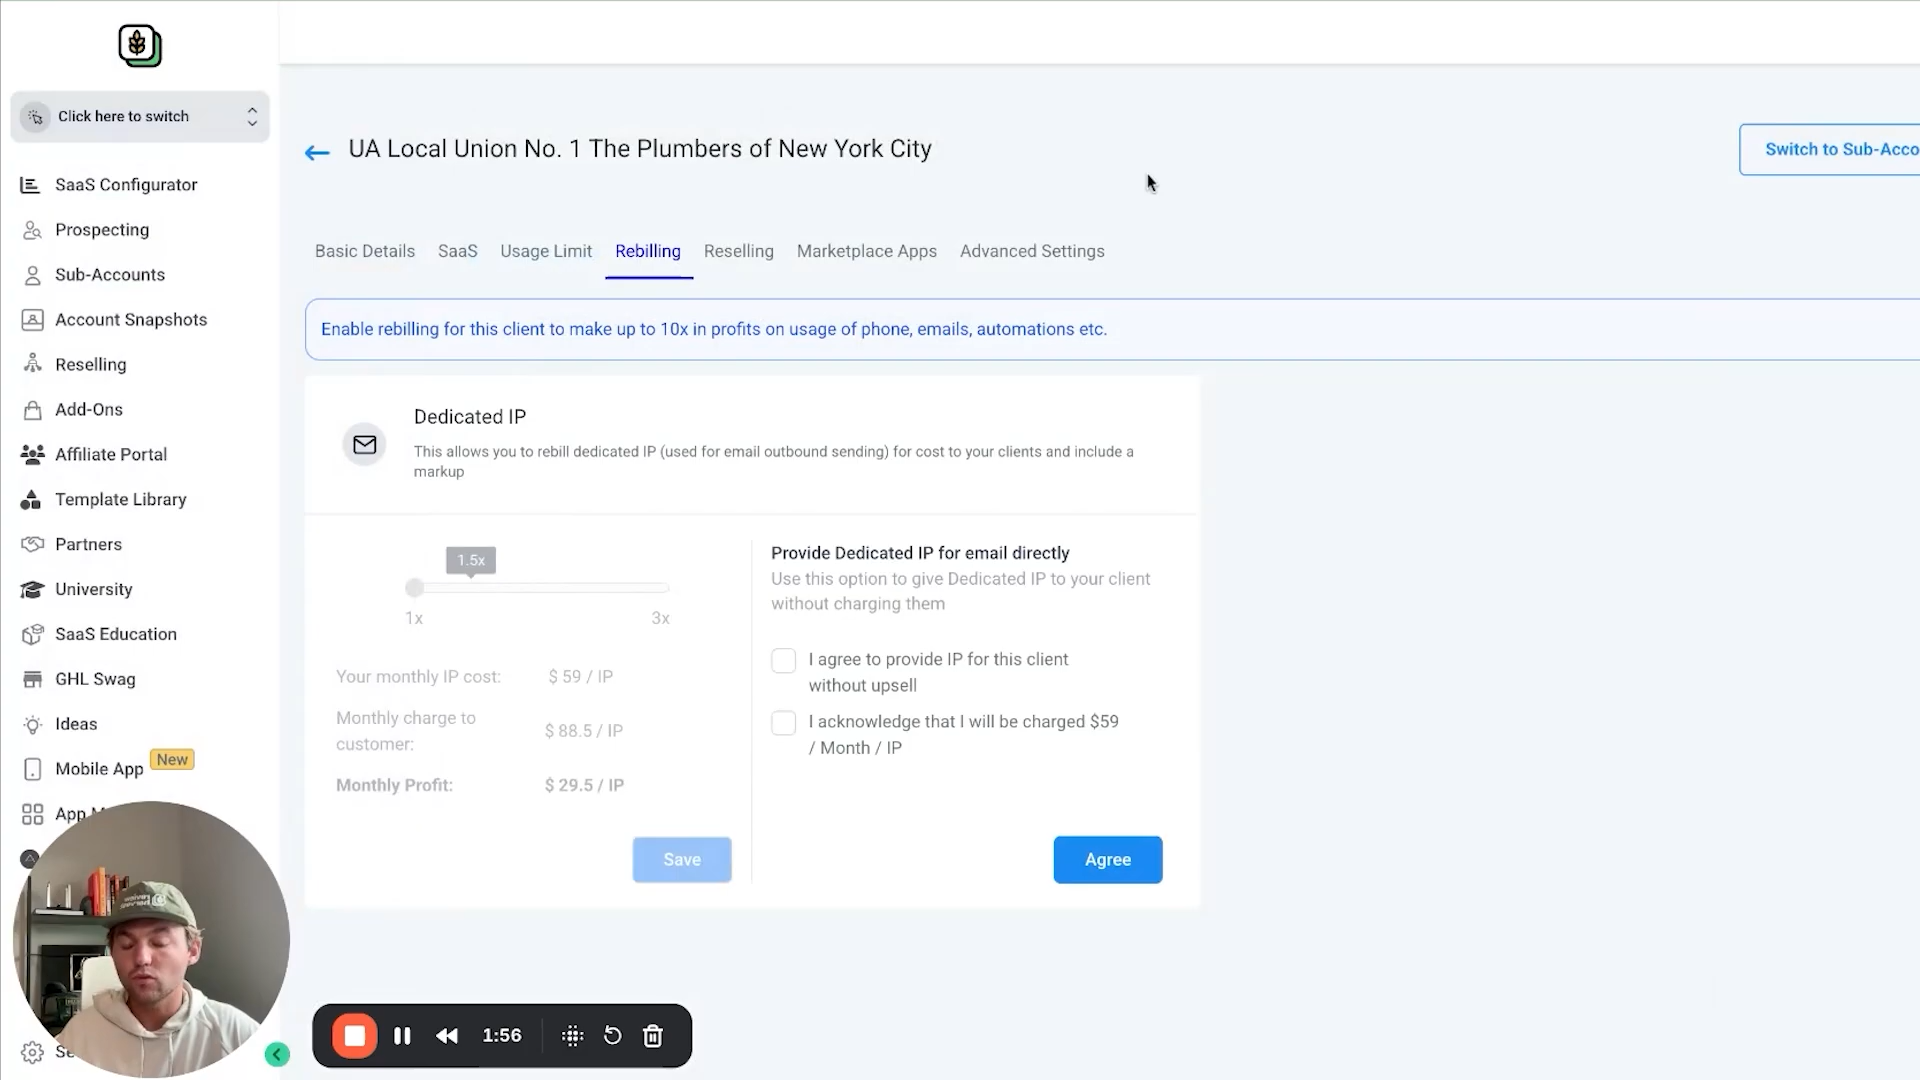 Click here to switch
SaaS Configurator
Prospecting
Sub-Accounts
Account Snapshots
Reselling
Add-Ons
Affiliate Portal
Template Library
Partners
University
SaaS Education
GHL Swag
Ideas
Mobile App
New
App
UA Local Union No. 1 The Plumbers of New York City
Switch to Sub-Acco
Basic Details
SaaS
Usage Limit
Rebilling
Reselling
Marketplace Apps
Advanced Settings
Enable rebilling for this client to make up to 10x in profits on usage of phone, emails, automations etc.
Dedicated IP
This allows you to rebill dedicated IP (used for email outbound sending) for cost to your clients and include a
markup
1.5x
1x
3x
Your monthly IP cost:
$ 59 / IP
Monthly charge to
customer:
$ 88.5 / IP
Monthly Profit:
$ 29.5 / IP
Save
Provide Dedicated IP for email directly
Use this option to give Dedicated IP to your client
without charging them
I agree to provide IP for this client
without upsell
I acknowledge that I will be charged $59
/ Month / IP
Agree
1:56